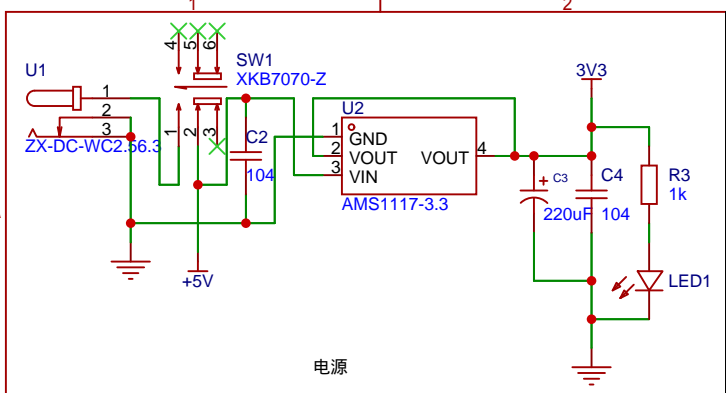 1
2
U1
1
2
3
ZX-DC-WC2.56.3
4
5
6
SW1
XKB7070-Z
1
2
3
C2
104
+5V
U2
1
GND
2
VOUT
3
VIN
VOUT
4
AMS1117-3.3
3V3
+
C3
220uF
C4
104
R3
1k
LED1
电源